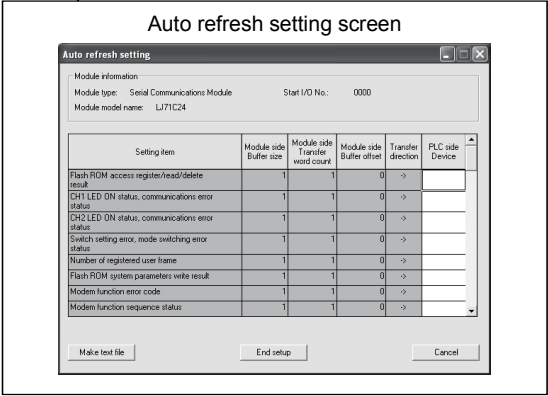 Auto refresh setting screen
Auto refresh setting
Module information
Module type: Serial Communications Module Start I/O No.: 0000
Module model name: LJ71C24
Setting item Module side Buffer size Module side Transfer word count Module side Buffer offset Transfer direction PLC side Device
Flash ROM access register/read/delete result 1 1 0 ->
CH1 LED ON status, communications error status 1 1 0 ->
CH2 LED ON status, communications error status 1 1 0 ->
Switch setting error, mode switching error status 1 1 0 ->
Number of registered user frame 1 1 0 ->
Flash ROM system parameters write result 1 1 0 ->
Modem function error code 1 1 0 ->
Modem function sequence status 1 1 0 ->
Make text file End setup Cancel